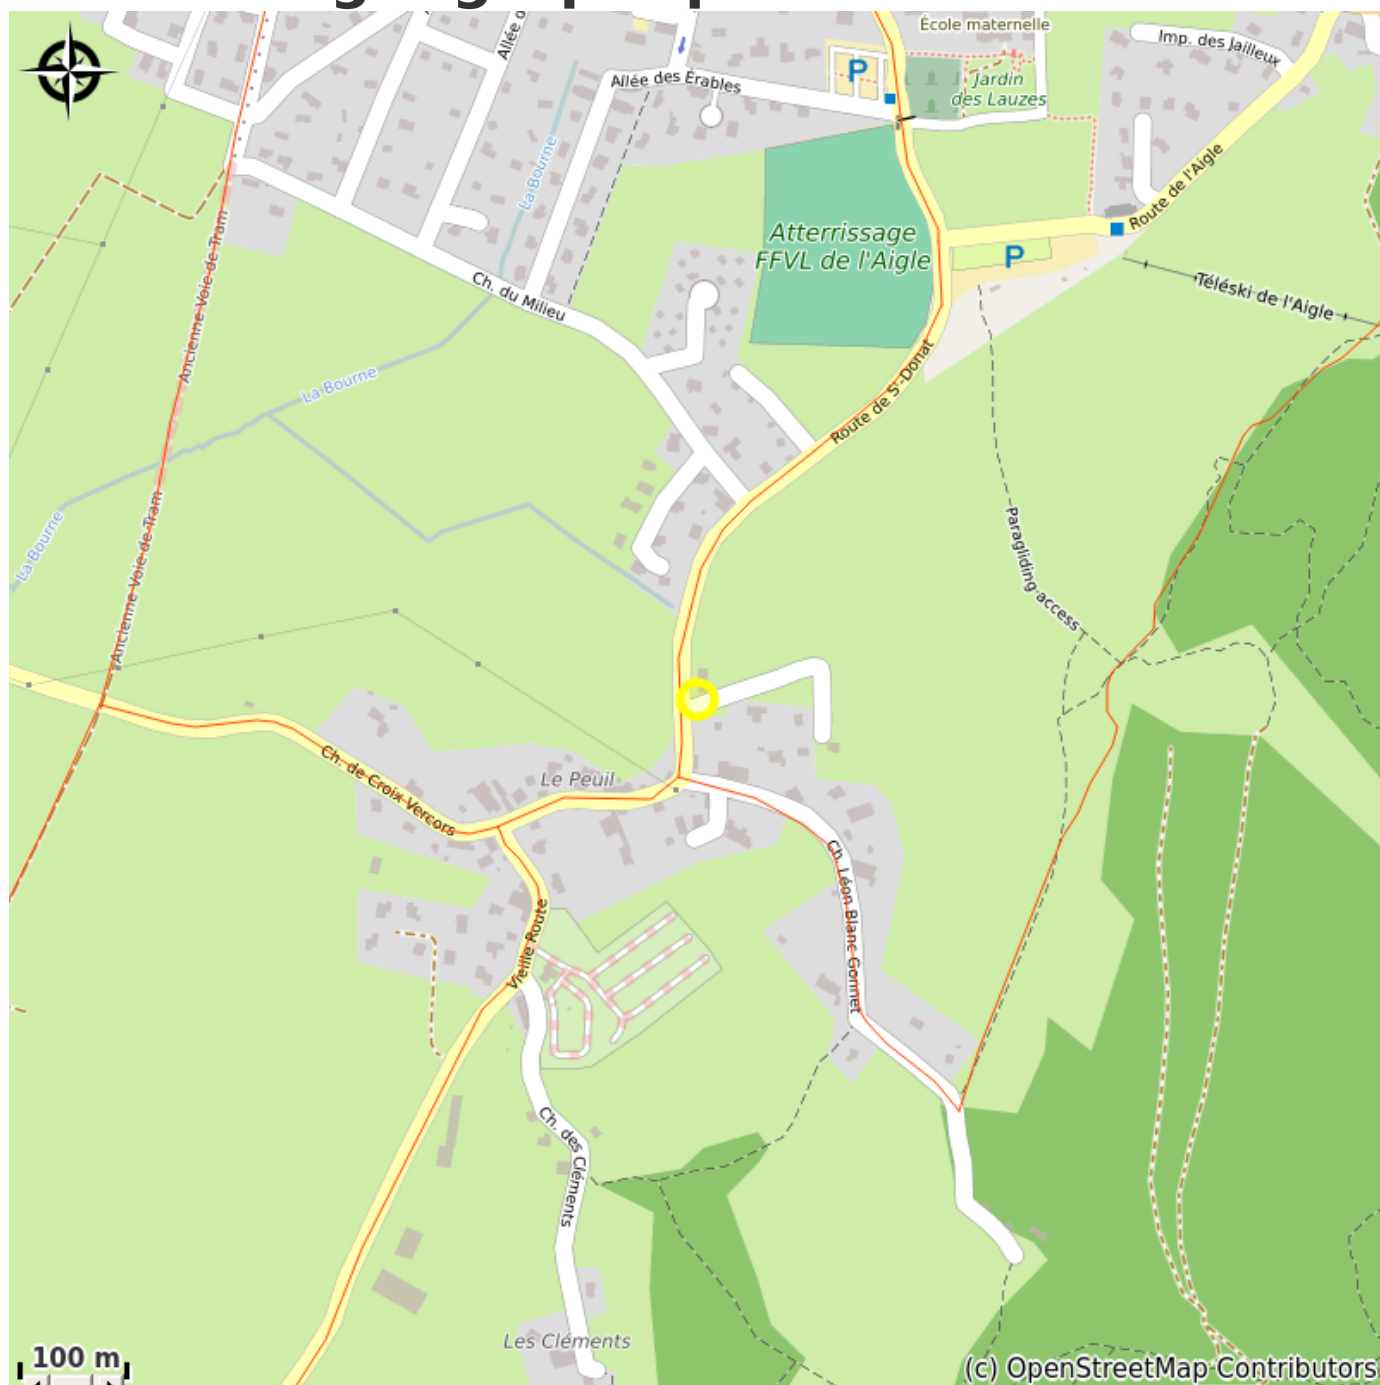 École maternelle
Imp. des Jailleux
Allée des Érables
P
Jardin
des Lauzes
La Bourne
Route de l'Aigle
Ancienne Voie de Tram
Atterrissage
FFVL de l'Aigle
P
Ch. du Milieu
Téléski de l'Aigle
La Bourne
Route de St-Donat
La Bourne
Ancienne Voie de Tram
Paragliding access
Ch. de Croix Vercors
Le Peuil
Ch. Léon Blanc Gonnet
Vieille Route
Ch. des Cléments
Les Cléments
100 m
(c) OpenStreetMap Contributors